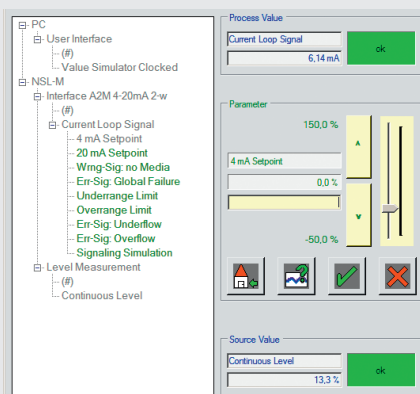 PC
User Interface
(#)
Value Simulator Clocked
NSL-M
Interface A2M 4-20mA 2-w
(#)
Current Loop Signal
4 mA Setpoint
20 mA Setpoint
Wrng-Sig: no Media
Err-Sig: Global Failure
Underrange Limit
Overrange Limit
Err-Sig: Underflow
Err-Sig: Overflow
Signaling Simulation
Level Measurement
(#)
Continuous Level
Process Value
Current Loop Signal
6,14 mA
ok
Parameter
150,0 %
4 mA Setpoint
0,0 %
-50,0 %
Source Value
Continuous Level
13,3 %
ok